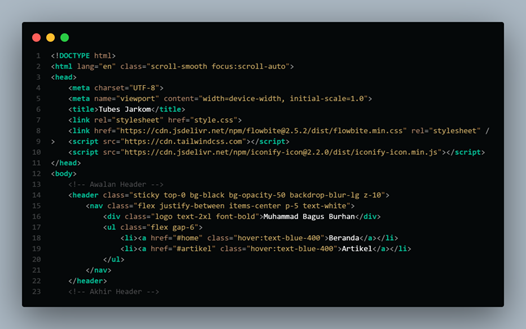 1 <!DOCTYPE html>
2 <html lang="en" class="scroll-smooth focus:scroll-auto">
3 <head>
4 <meta charset="UTF-8">
5 <meta name="viewport" content="width=device-width, initial-scale=1.0">
6 <title>Tubes Jarkom</title>
7 <link rel="stylesheet" href="style.css">
8 <link href="https://cdn.jsdelivr.net/npm/flowbite@2.5.2/dist/flowbite.min.css" rel="stylesheet" /
9 > <script src="https://cdn.tailwindcss.com"></script>
10 <script src="https://cdn.jsdelivr.net/npm/iconify-icon@2.2.0/dist/iconify-icon.min.js"></script>
11 </head>
12 <body>
13 <!-- Awalan Header -->
14 <header class="sticky top-0 bg-black bg-opacity-50 backdrop-blur-lg z-10">
15 <nav class="flex justify-between items-center p-5 text-white">
16 <div class="logo text-2xl font-bold">Muhammad Bagus Burhan</div>
17 <ul class="flex gap-6">
18 <li><a href="#home" class="hover:text-blue-400">Beranda</a></li>
19 <li><a href="#artikel" class="hover:text-blue-400">Artikel</a></li>
20 </ul>
21 </nav>
22 </header>
23 <!-- Akhir Header -->